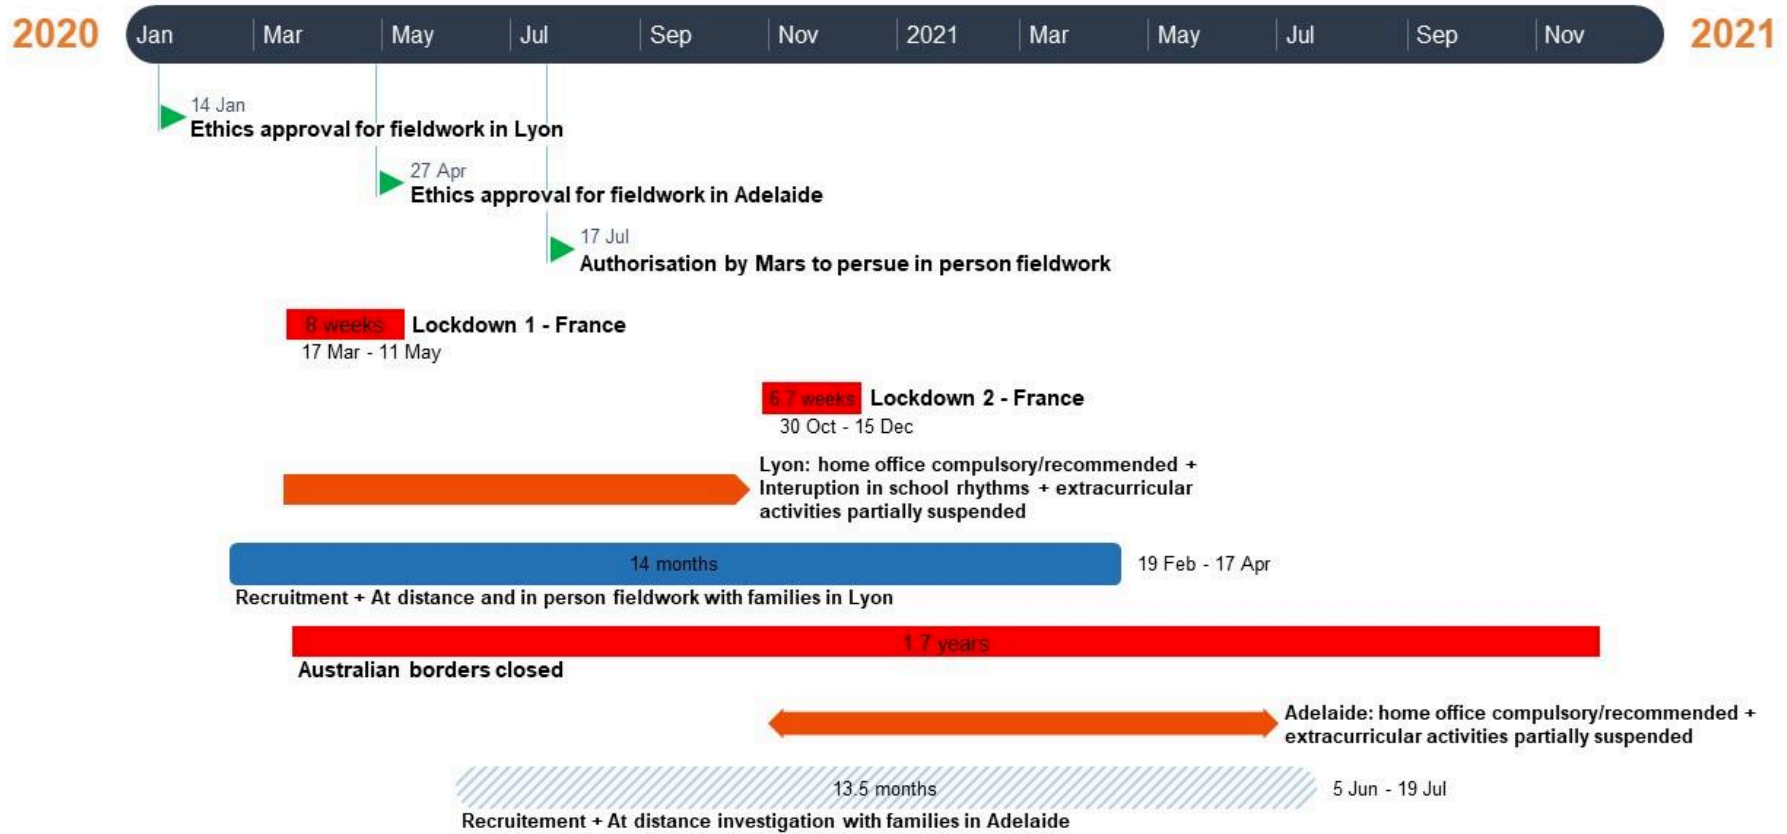 2020 Jan Mar May Jul Sep Nov 2021 Mar May Jul Sep Nov 2021
14 Jan
Ethics approval for fieldwork in Lyon
27 Apr
Ethics approval for fieldwork in Adelaide
17 Jul
Authorisation by Mars to persue in person fieldwork
8 weeks Lockdown 1 - France
17 Mar - 11 May
6.7 weeks Lockdown 2 - France
30 Oct - 15 Dec
Lyon: home office compulsory/recommended +
Interuption in school rhythms + extracurricular
activities partially suspended
14 months 19 Feb - 17 Apr
Recruitment + At distance and in person fieldwork with families in Lyon
1.7 years
Australian borders closed
Adelaide: home office compulsory/recommended +
extracurricular activities partially suspended
13.5 months 5 Jun - 19 Jul
Recruitement + At distance investigation with families in Adelaide